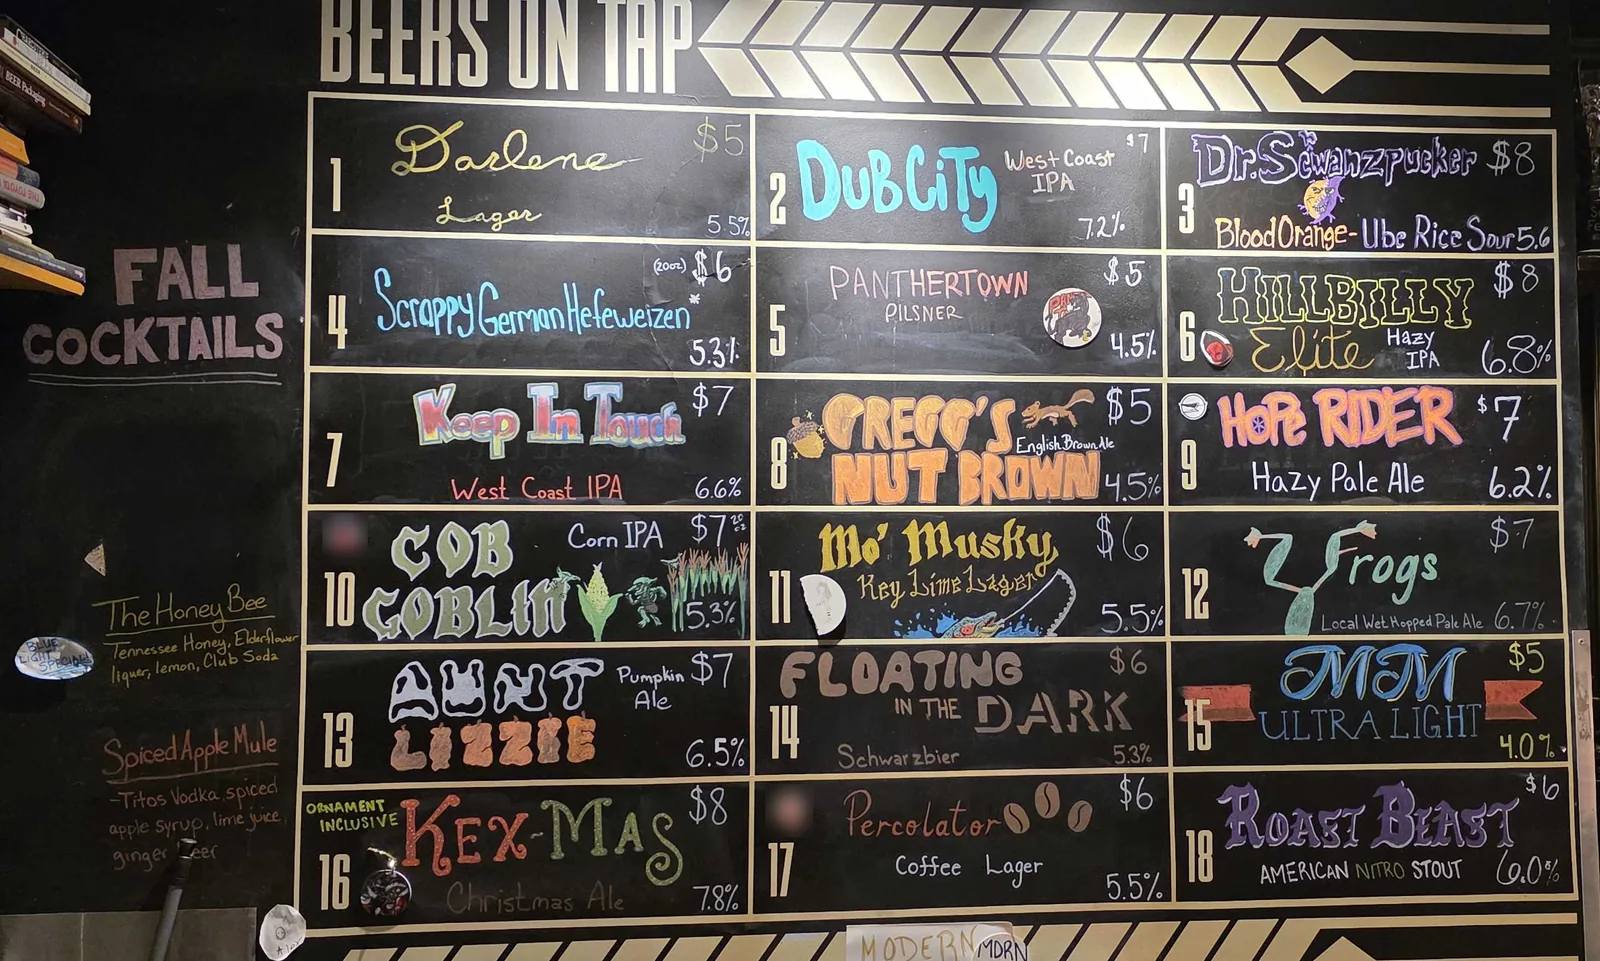 BEERS ON TAP
BEER Packaging
FALL
COCKTAILS
The Honey Bee
Tennessee Honey, Elderflower
liquer, lemon, Club Soda
BLUE
LIGHT
SPECIAL
Spiced Apple Mule
-Titos Vodka, spiced
apple syrup, lime juice,
ginger beer
1
Darlene
$5
Lager
5.5%
2
DUB CITY
West Coast
IPA
$7
7.2%
3
Dr. Scwanzpucker
$8
Blood Orange - Ube Rice Sour 5.6
4
(20oz) $6
Scrappy German Hefeweizen*
5.3%
5
PANTHERTOWN
PILSNER
$5
4.5%
6
HILLBILLY
Elite
Hazy
IPA
$8
6.8%
7
Keep In Touch
$7
West Coast IPA
6.6%
8
GREGG'S
English Brown Ale
NUT BROWN
$5
4.5%
9
HOPE RIDER
$7
Hazy Pale Ale
6.2%
10
COB
GOBLIN
Corn IPA
$7 20oz
5.3%
11
Mo' Musky
Key Lime Lager
$6
5.5%
12
Frogs
Local Wet Hopped Pale Ale
$7
6.7%
13
AUNT
LIZZIE
Pumpkin
Ale
$7
6.5%
14
FLOATING
IN THE DARK
Schwarzbier
$6
5.3%
15
MM
ULTRA LIGHT
$5
4.0%
16
ORNAMENT
INCLUSIVE
KEX-MAS
Christmas Ale
$8
7.8%
17
Percolator
Coffee Lager
$6
5.5%
18
ROAST BEAST
AMERICAN NITRO STOUT
$6
6.0%
MODERN
MDRN